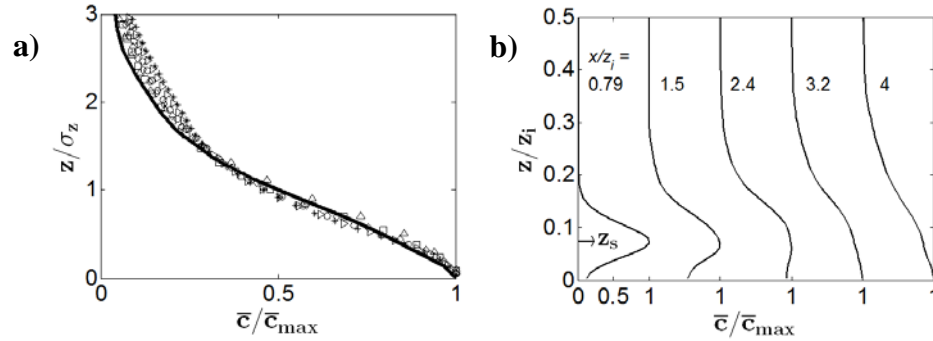 a)
3
2
1
0
z/σz
0
0.5
1
c̄/c̄max
b)
0.5
0.4
0.3
0.2
0.1
0
z/zi
x/zi =
0.79
1.5
2.4
3.2
4
zs
0 0.5 1 1 1 1 1
c̄/c̄max